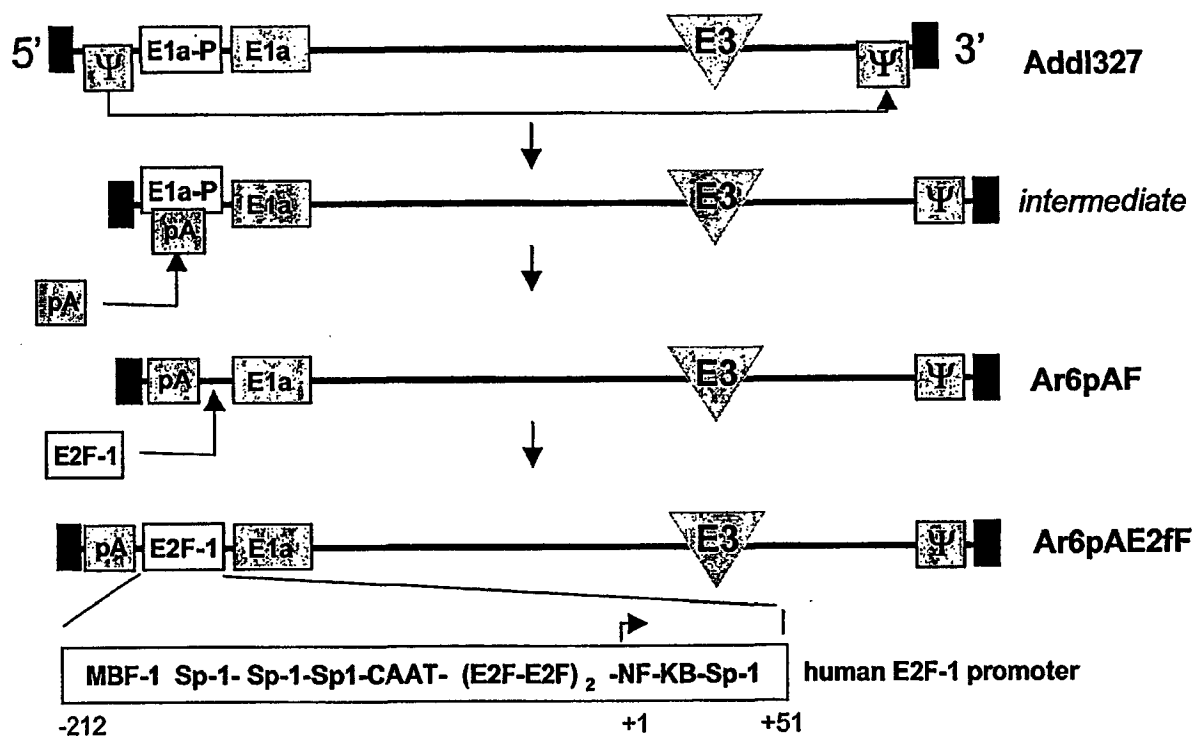 5' Ψ E1a-P E1a E3 Ψ 3' Addl327
E1a-P E1a E3 Ψ intermediate
pA
pA
pA E1a E3 Ψ Ar6pAF
E2F-1
pA E2F-1 E1a E3 Ψ Ar6pAE2fF
MBF-1 Sp-1- Sp-1-Sp1-CAAT- (E2F-E2F) 2 -NF-KB-Sp-1 human E2F-1 promoter
-212 +1 +51